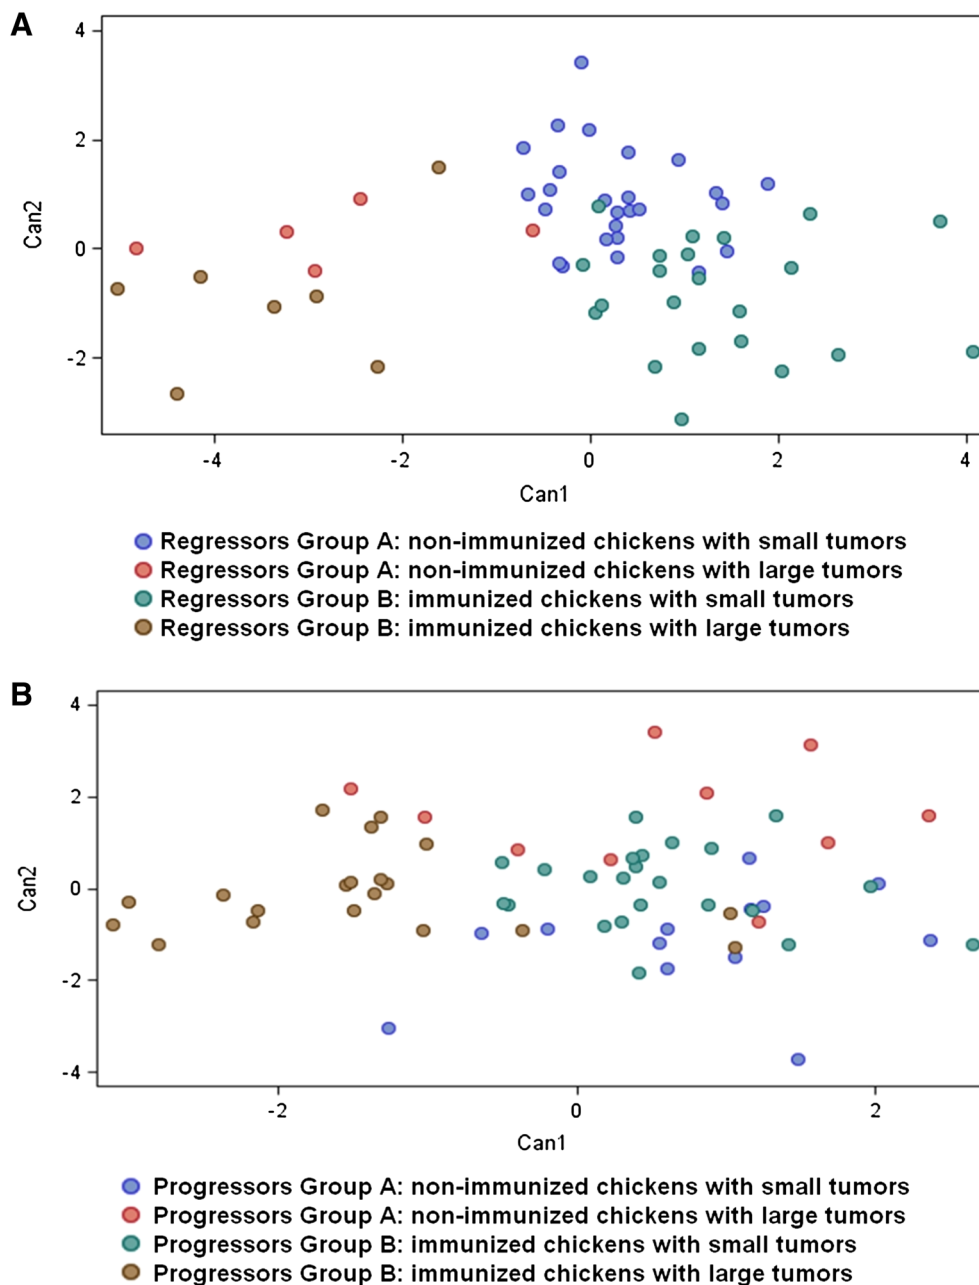 A
4
2
0
-2
Can2
-4
-2
0
2
4
Can1
Regressors Group A: non-immunized chickens with small tumors
Regressors Group A: non-immunized chickens with large tumors
Regressors Group B: immunized chickens with small tumors
Regressors Group B: immunized chickens with large tumors
B
4
2
0
-2
-4
Can2
-2
0
2
Can1
Progressors Group A: non-immunized chickens with small tumors
Progressors Group A: non-immunized chickens with large tumors
Progressors Group B: immunized chickens with small tumors
Progressors Group B: immunized chickens with large tumors